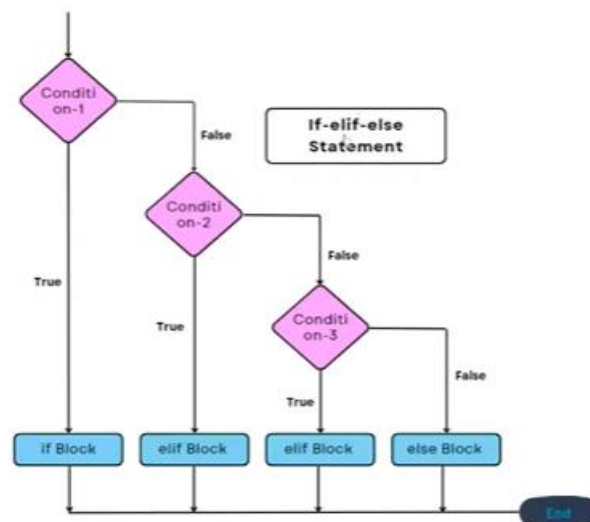 Conditi
on-1
False
If-elif-else
Statement
Conditi
on-2
False
True
True
Conditi
on-3
False
True
if Block
elif Block
elif Block
else Block
End